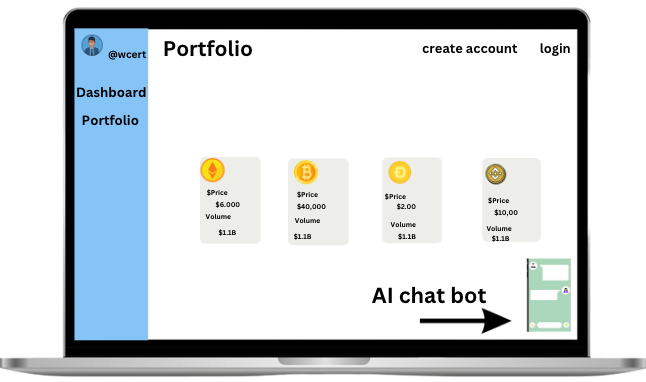 @wcert
Dashboard
Portfolio
Portfolio
create account
login
$Price
$6.000
Volume
$1.1B
$Price
$40,000
Volume
$1.1B
$Price
$2.00
Volume
$1.1B
$Price
$10,00
Volume
$1.1B
AI chat bot